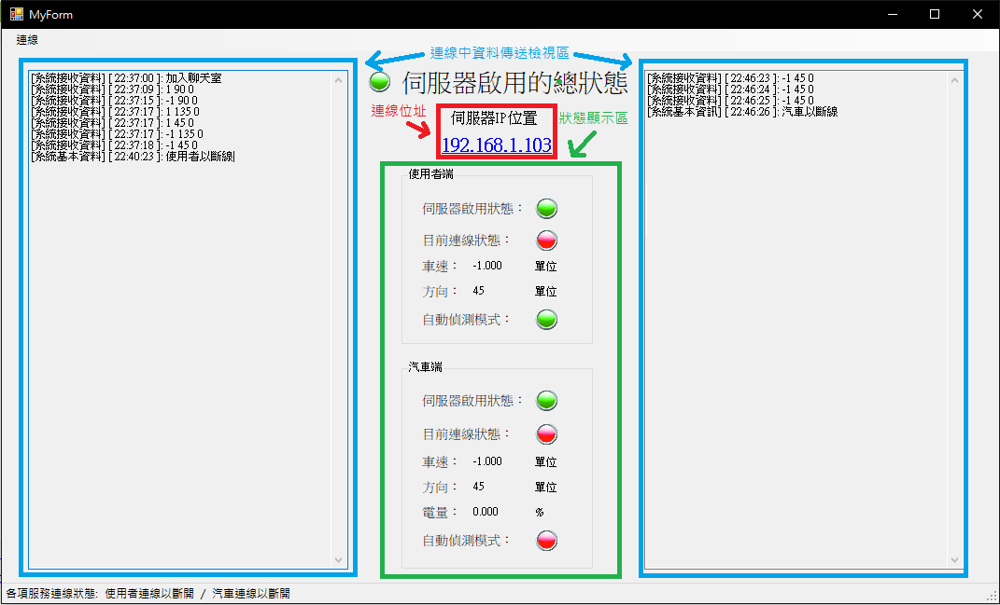 MyForm
連線
連線中資料傳送檢視區
[系統接收資料] [ 22:37:00 ]: 加入聊天室
[系統接收資料] [ 22:37:09 ]: 1 90 0
[系統接收資料] [ 22:37:15 ]: -1 90 0
[系統接收資料] [ 22:37:17 ]: 1 135 0
[系統接收資料] [ 22:37:17 ]: 1 45 0
[系統接收資料] [ 22:37:17 ]: -1 135 0
[系統接收資料] [ 22:37:18 ]: -1 45 0
[系統基本資料] [ 22:40:23 ]: 使用者以斷線
伺服器啟用的總狀態
連線位址
伺服器IP位置
狀態顯示區
192.168.1.103
使用者端
伺服器啟用狀態：
目前連線狀態：
車速： -1.000 單位
方向： 45 單位
自動偵測模式：
汽車端
伺服器啟用狀態：
目前連線狀態：
車速： -1.000 單位
方向： 45 單位
電量： 0.000 %
自動偵測模式：
[系統接收資料] [ 22:46:23 ]: -1 45 0
[系統接收資料] [ 22:46:24 ]: -1 45 0
[系統接收資料] [ 22:46:25 ]: -1 45 0
[系統基本資訊] [ 22:46:26 ]: 汽車以斷線
各項服務連線狀態: 使用者連線以斷開 / 汽車連線以斷開